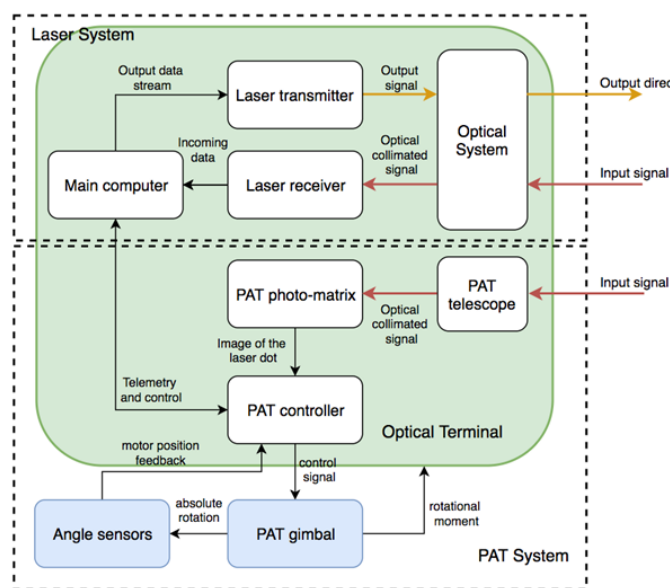 Laser System
Output data
stream
Laser transmitter
Output
signal
Output direc
Optical
System
Incoming
data
Optical
collimated
signal
Main computer
Laser receiver
Input signal
PAT photo-matrix
PAT
telescope
Input signal
Optical
collimated
signal
Image of the
laser dot
Telemetry
and control
PAT controller
Optical Terminal
motor position
feedback
control
signal
absolute
rotation
rotational
moment
Angle sensors
PAT gimbal
PAT System